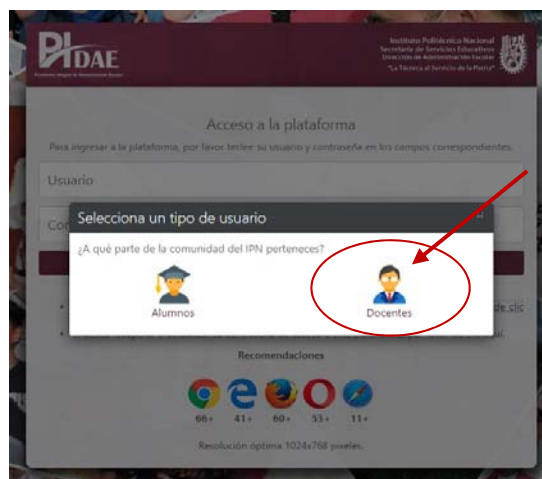 PIDAE
Instituto Politécnico Nacional
Secretaría de Servicios Educativos
Dirección de Administración Escolar
"La Técnica al Servicio de la Patria"
Acceso a la plataforma
Para ingresar a la plataforma, por favor teclee su usuario y contraseña en los campos correspondientes.
Usuario
Selecciona un tipo de usuario
¿A qué parte de la comunidad del IPN perteneces?
Alumnos
Docentes
de clic
Recomendaciones
66+ 41+ 60+ 53+ 11+
Resolución óptima 1024x768 pixeles.